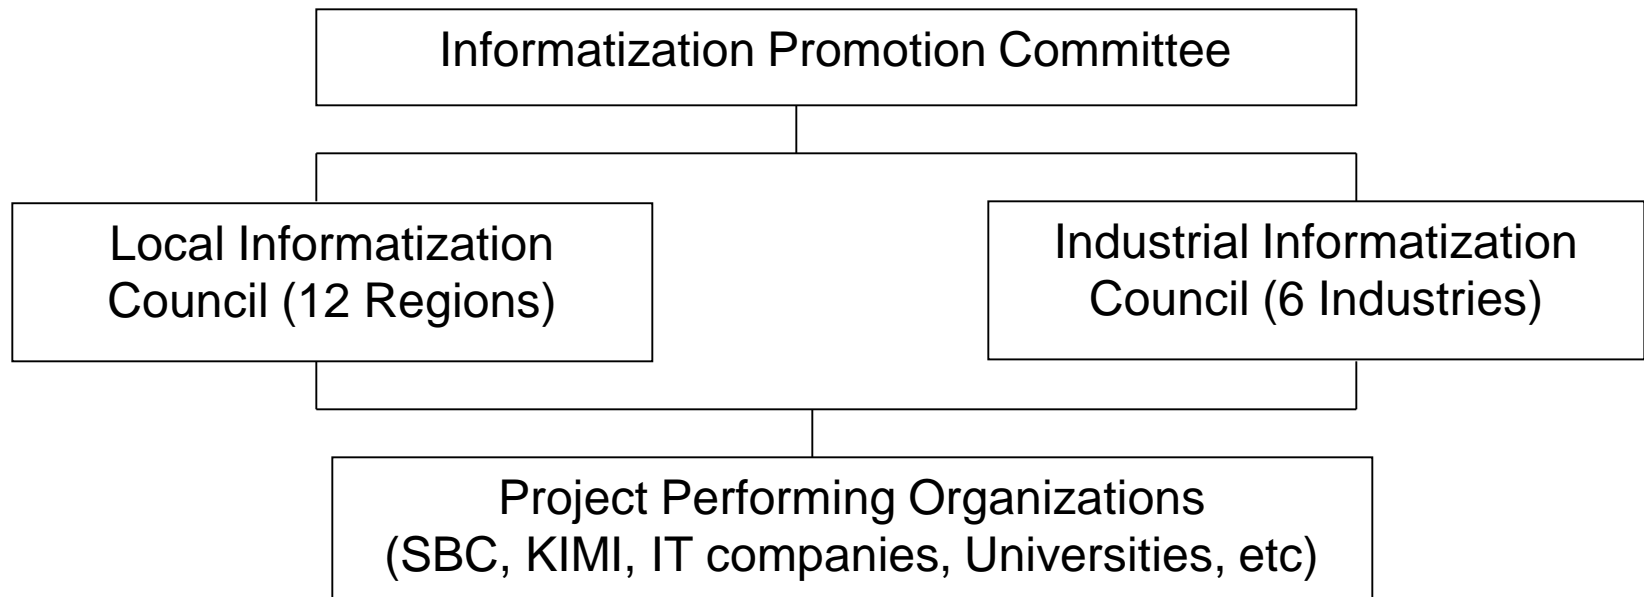 Informatization Promotion Committee
Local Informatization
Council (12 Regions)
Industrial Informatization
Council (6 Industries)
Project Performing Organizations
(SBC, KIMI, IT companies, Universities, etc)